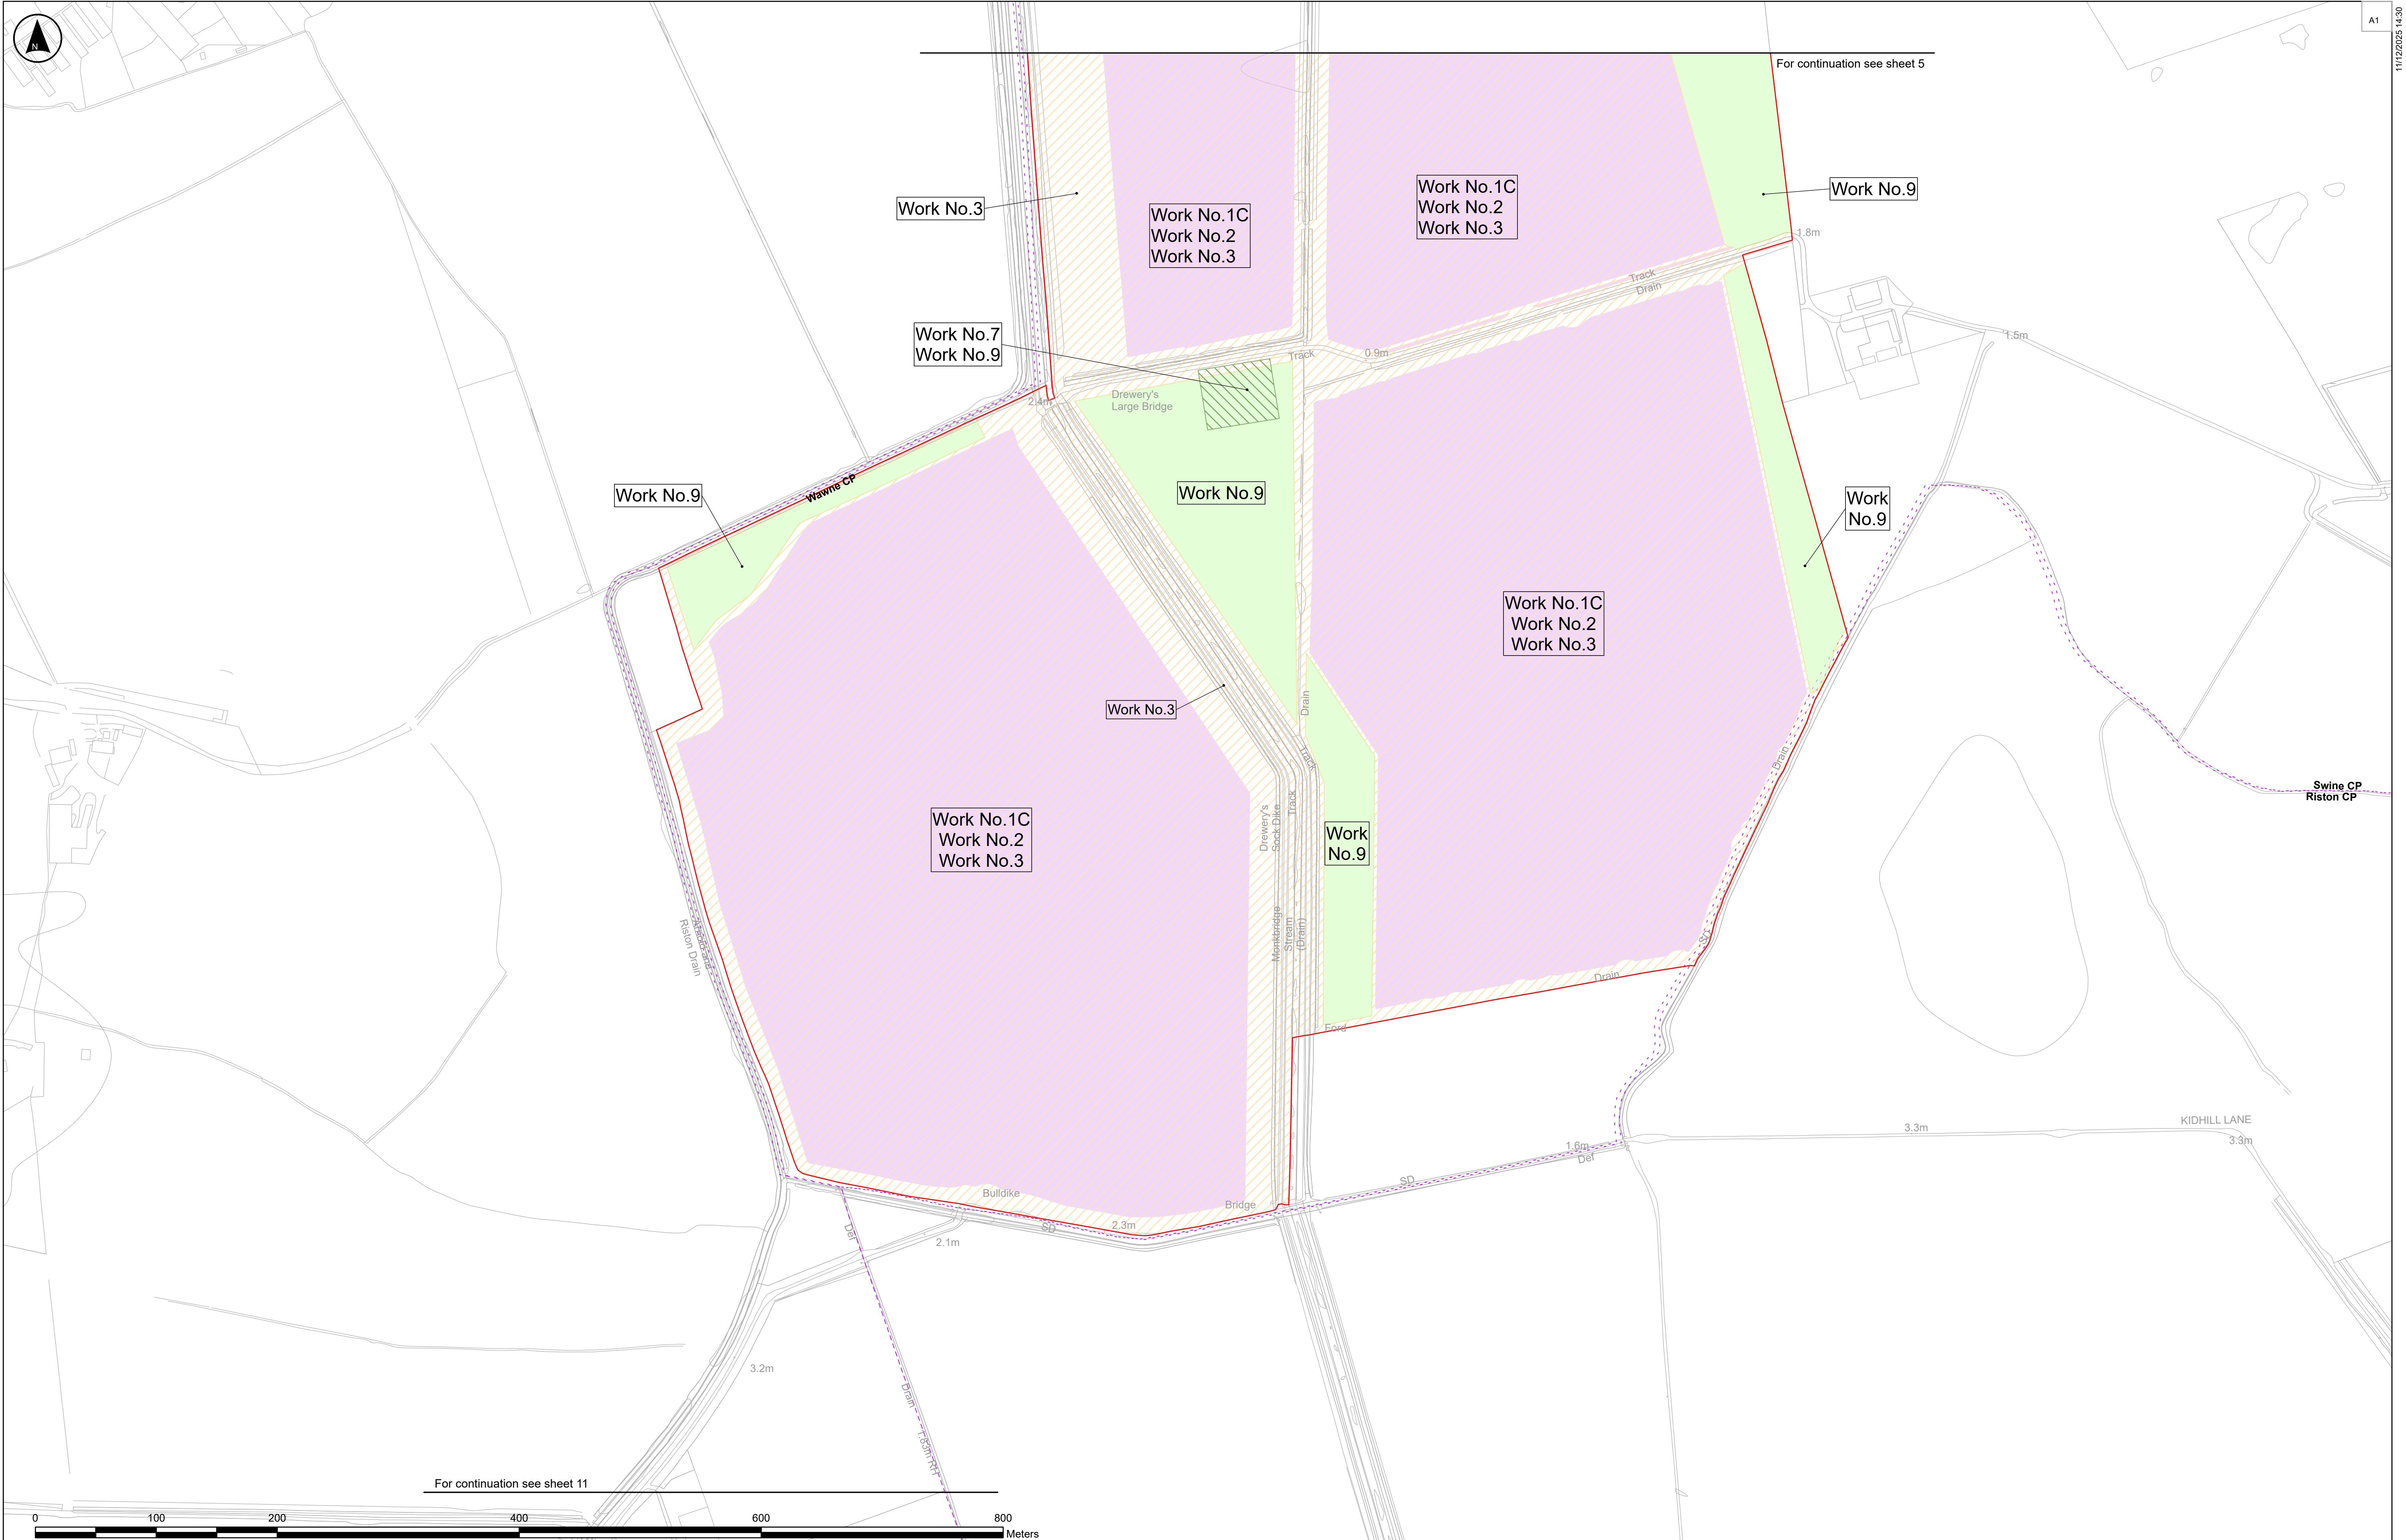 N
A1
11/12/2025 14:30
For continuation see sheet 5
Work No.3
Work No.1C
Work No.2
Work No.3
Work No.1C
Work No.2
Work No.3
Work No.9
1.8m
Track
Drain
Work No.7
Work No.9
Track
0.9m
1.5m
2.4m
Drewery's
Large Bridge
Wawne CP
Work No.9
Work No.9
Work
No.9
Work No.1C
Work No.2
Work No.3
Work No.3
Drain
Track
Drain
Swine CP
Riston CP
Work No.1C
Work No.2
Work No.3
Drewery's
Sock Dike
Track
Work
No.9
Riston Drain
Monkbridge
Stream
(Drain)
SD
Drain
Ford
KIDHILL LANE
3.3m
3.3m
1.6m
Def
SD
Bulldike
Bridge
SD
2.3m
2.1m
Def
3.2m
Drain
1.83m RH
For continuation see sheet 11
0 100 200 400 600 800
Meters